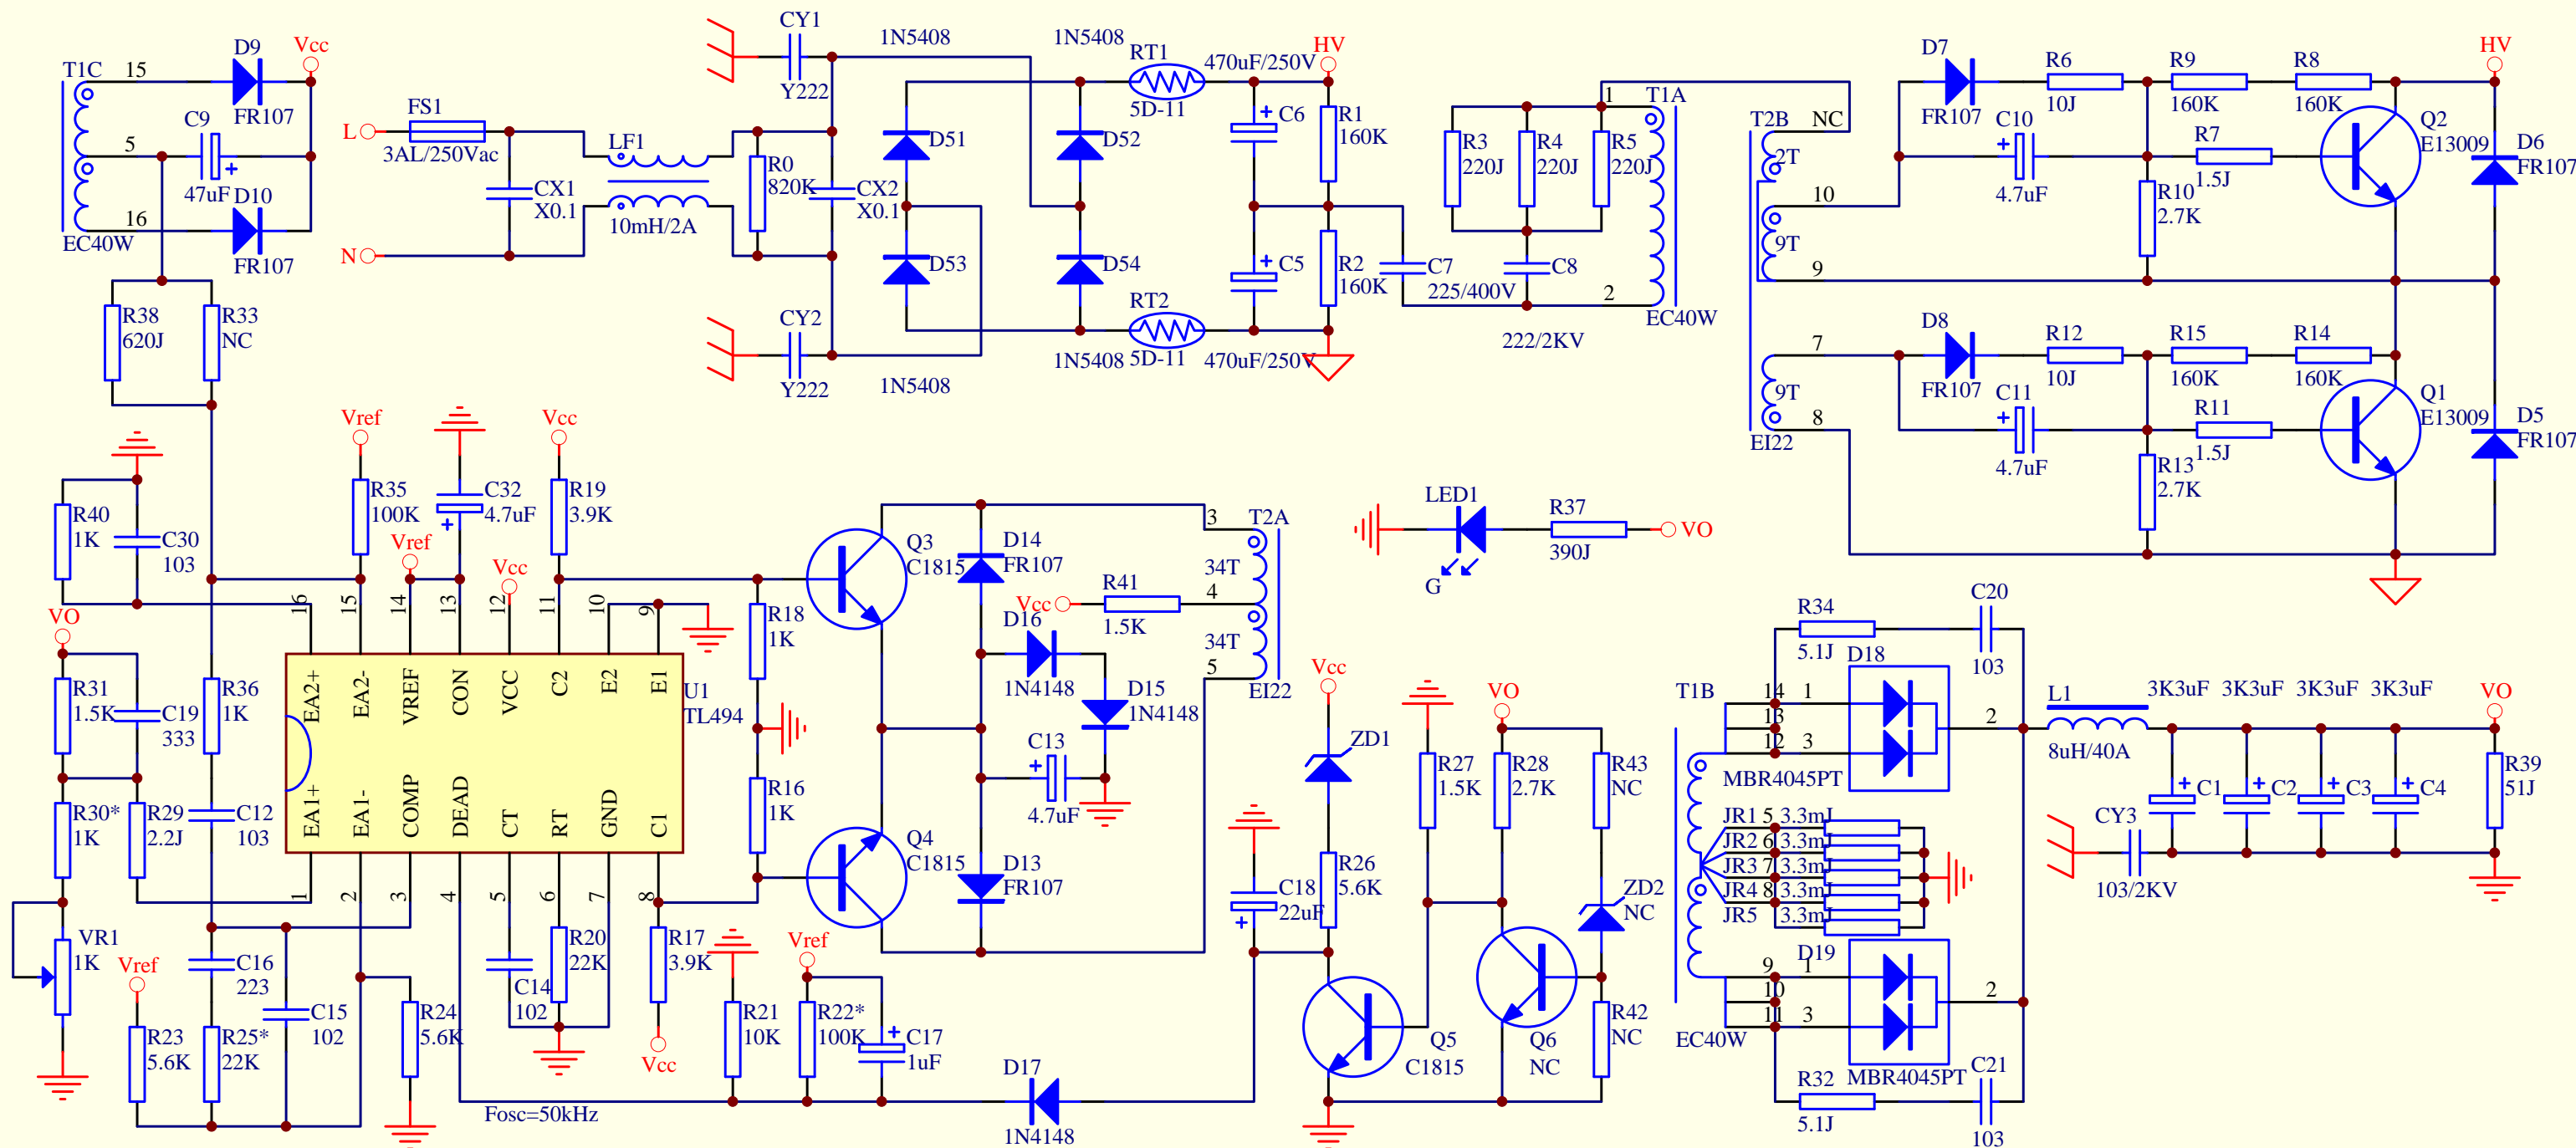 T1C
15
D9
Vcc
FR107
C9
5
47uF
D10
16
EC40W
FR107
R38
620J
R33
NC
FS1
L
3AL/250Vac
N
CX1
X0.1
LF1
10mH/2A
R0
820K
CX2
X0.1
CY1
Y222
CY2
Y222
1N5408
1N5408
D51
D52
D53
D54
1N5408
1N5408
RT1
5D-11
RT2
5D-11
470uF/250V
HV
C6
R1
160K
C5
R2
160K
470uF/250V
C7
225/400V
R3
220J
R4
220J
R5
220J
C8
222/2KV
1
T1A
2
EC40W
T2B
NC
2T
10
9T
9
7
9T
8
EI22
D7
FR107
R6
10J
R9
160K
R8
160K
HV
C10
4.7uF
R7
1.5J
R10
2.7K
Q2
E13009
D6
FR107
D8
FR107
R12
10J
R15
160K
R14
160K
C11
4.7uF
R11
1.5J
R13
2.7K
Q1
E13009
D5
FR107
R40
1K
C30
103
Vref
R35
100K
Vref
C32
4.7uF
Vcc
R19
3.9K
Vcc
16
15
14
13
12
11
10
9
EA2+
EA2-
VREF
CON
VCC
C2
E2
E1
U1
TL494
EA1+
EA1-
COMP
DEAD
CT
RT
GND
C1
1
2
3
4
5
6
7
8
VO
R31
1.5K
C19
333
R36
1K
R30*
1K
R29
2.2J
C12
103
VR1
1K
Vref
R23
5.6K
C16
223
R25*
22K
C15
102
R24
5.6K
C14
102
R20
22K
R17
3.9K
Vcc
Fosc=50kHz
R18
1K
R16
1K
Q3
C1815
Q4
C1815
D14
FR107
D16
1N4148
D15
1N4148
C13
4.7uF
D13
FR107
Vcc
R41
1.5K
3
T2A
34T
4
34T
5
EI22
R21
10K
Vref
R22*
100K
C17
1uF
D17
1N4148
LED1
G
R37
390J
VO
Vcc
ZD1
C18
22uF
R26
5.6K
Q5
C1815
R27
1.5K
VO
R28
2.7K
R43
NC
ZD2
NC
Q6
NC
R42
NC
T1B
R34
5.1J
C20
103
D18
14
1
13
12
3
2
MBR4045PT
JR1
5
3.3mJ
JR2
6
3.3mJ
JR3
7
3.3mJ
JR4
8
3.3mJ
JR5
3.3mJ
D19
9
1
10
11
3
2
EC40W
MBR4045PT
R32
5.1J
C21
103
L1
8uH/40A
3K3uF
3K3uF
3K3uF
3K3uF
VO
C1
C2
C3
C4
R39
51J
CY3
103/2KV